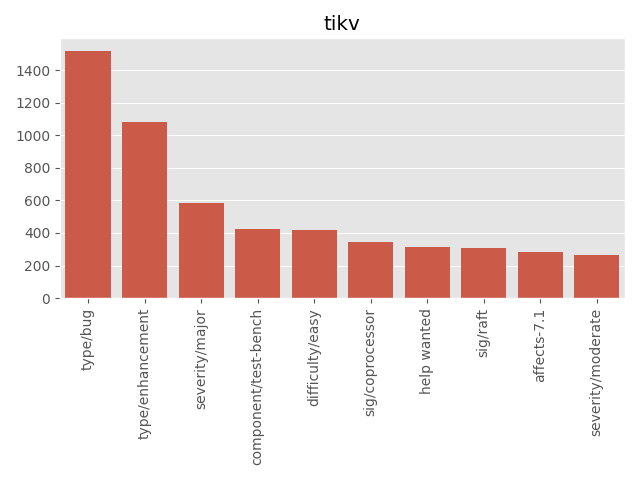 tikv
1400
1200
1000
800
600
400
200
0
type/bug
type/enhancement
severity/major
component/test-bench
difficulty/easy
sig/coprocessor
help wanted
sig/raft
affects-7.1
severity/moderate